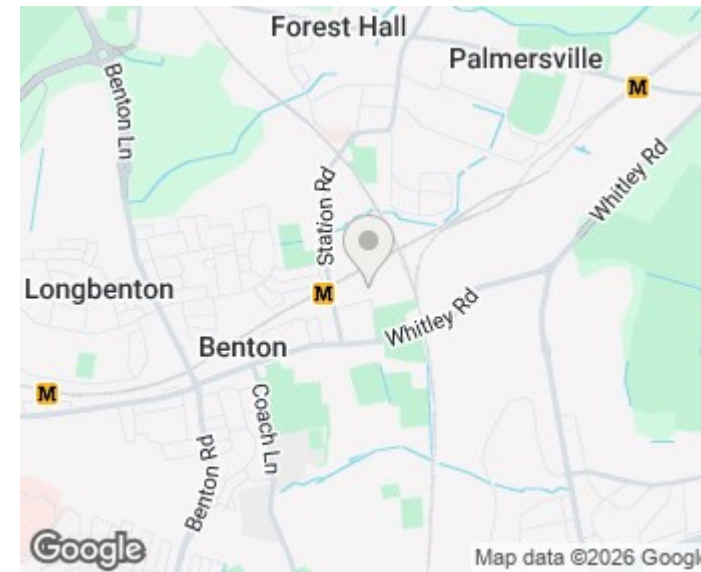 Forest Hall
Palmersville
M
Benton Ln
Whitley Rd
Station Rd
Longbenton
M
Whitley Rd
Benton
M
Coach Ln
Benton Rd
Google
Map data ©2026 Googl